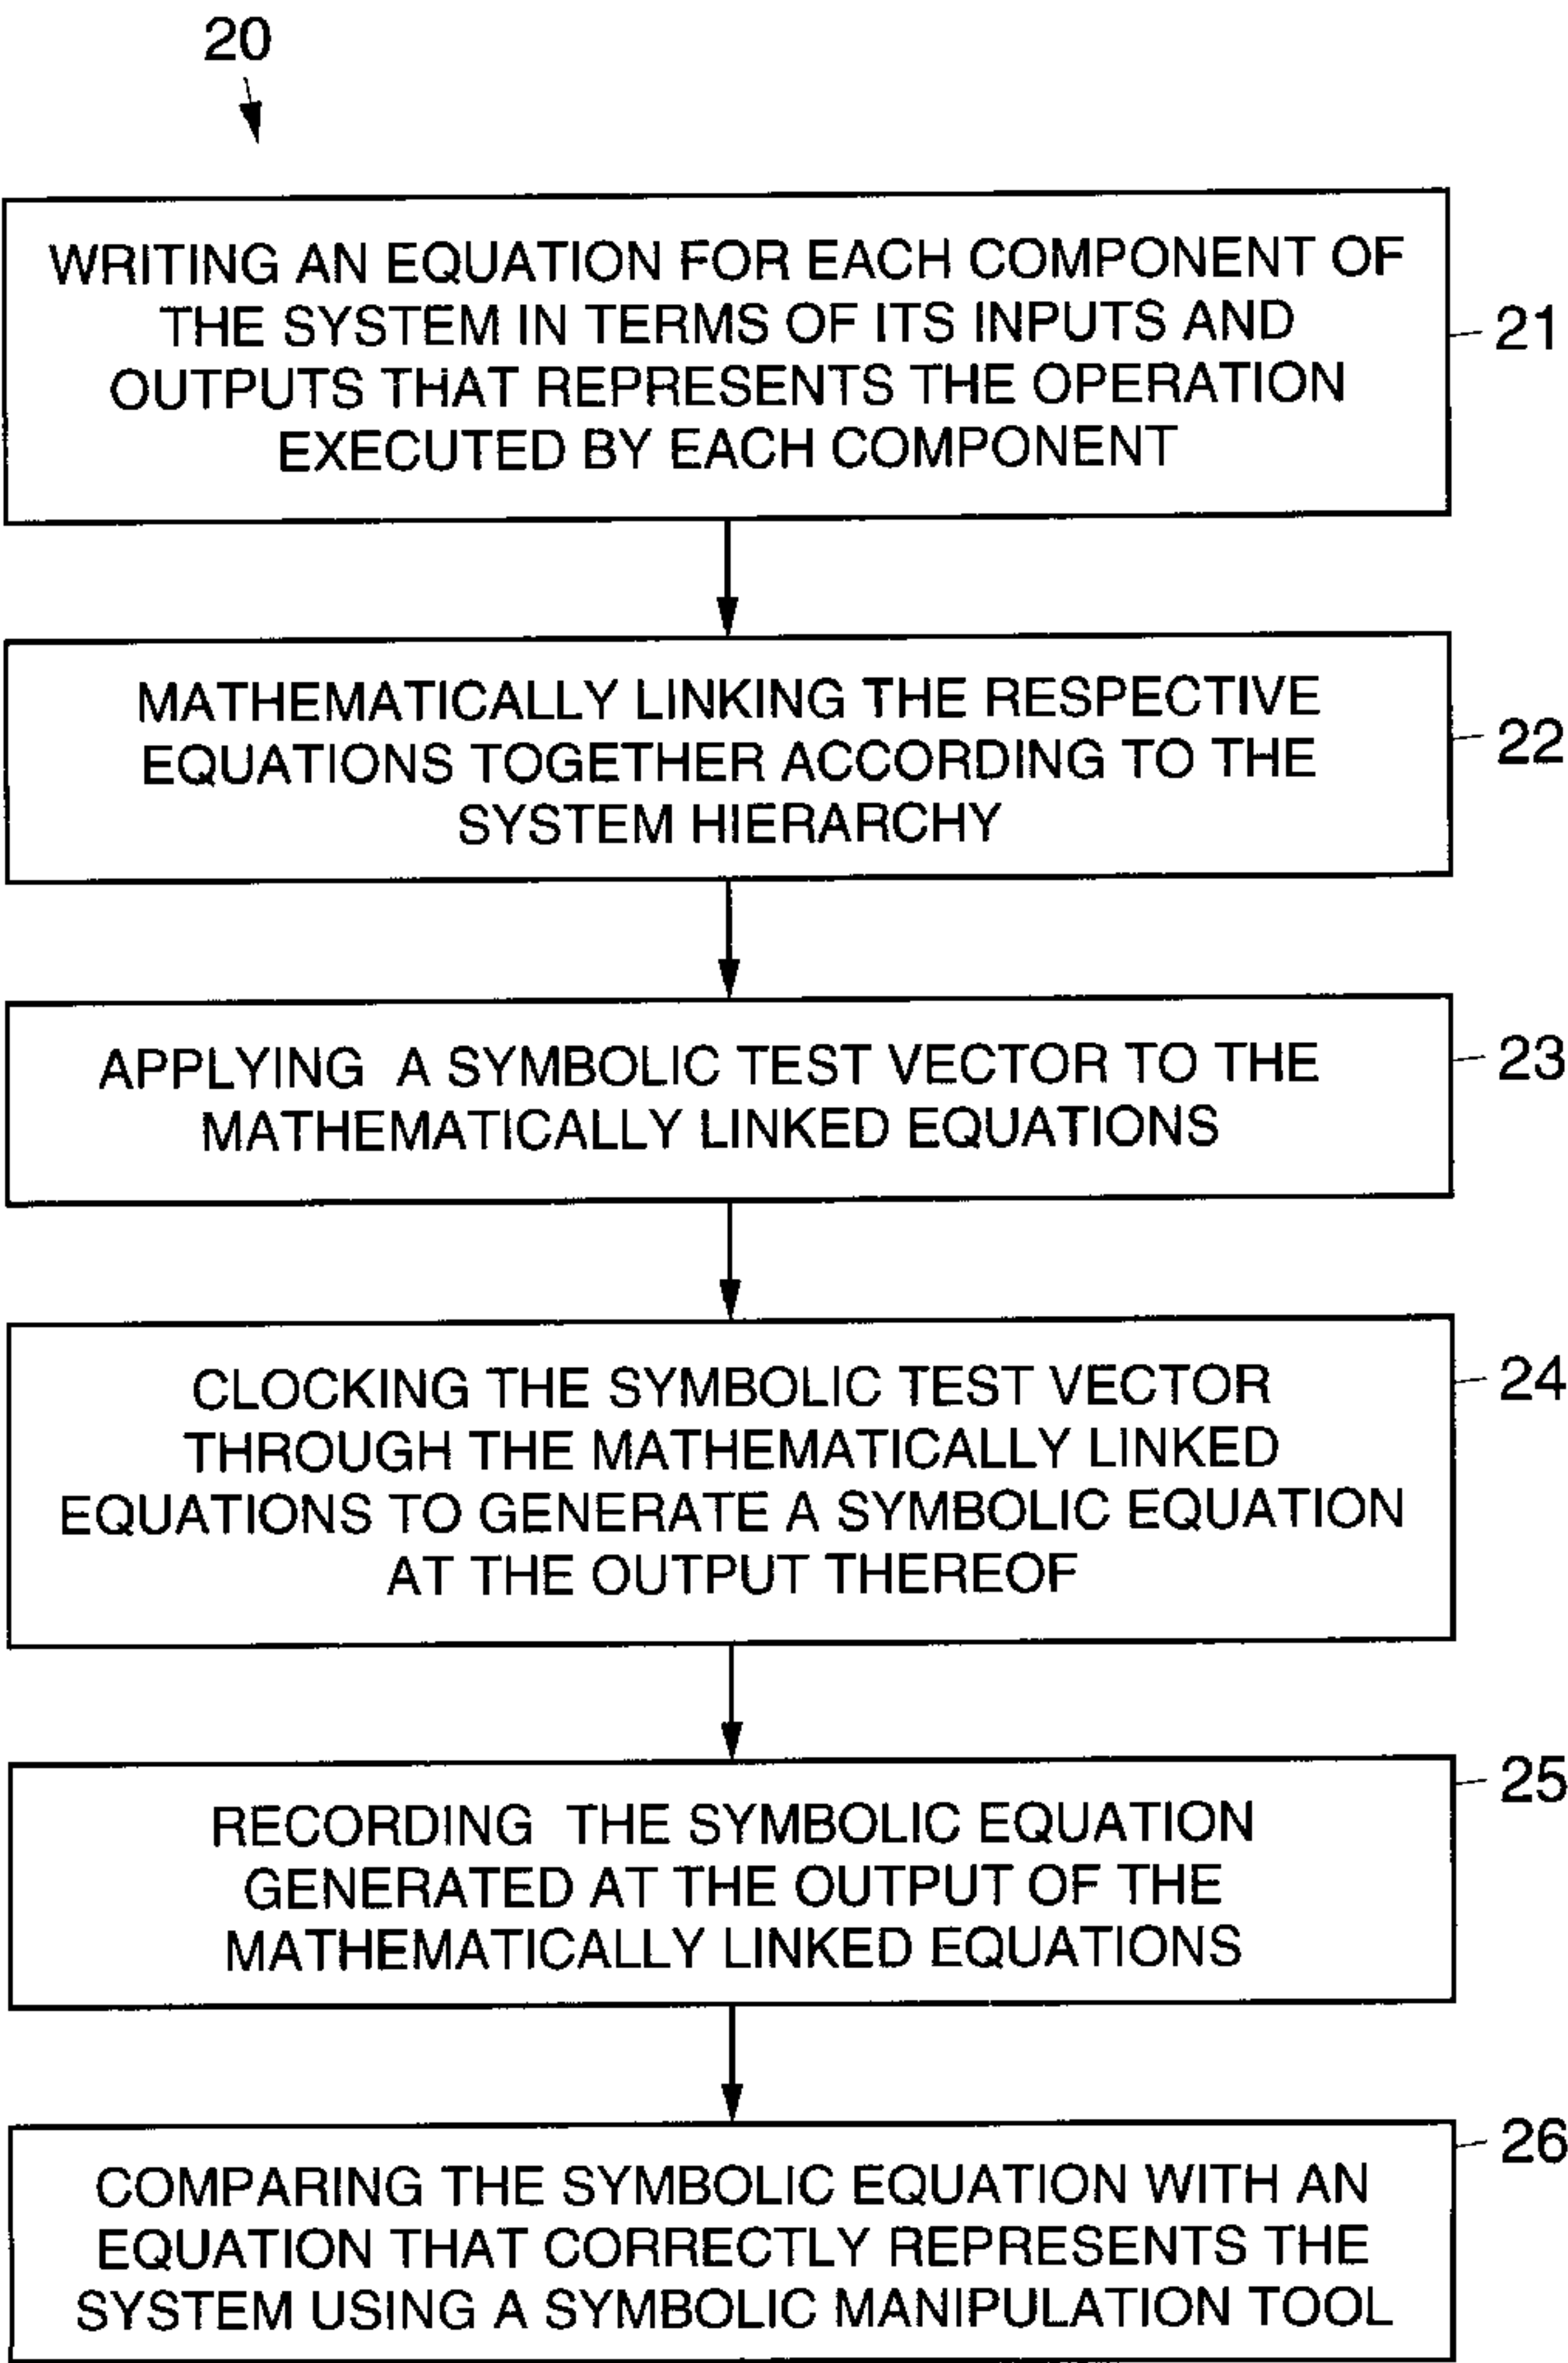 20
WRITING AN EQUATION FOR EACH COMPONENT OF
THE SYSTEM IN TERMS OF ITS INPUTS AND
OUTPUTS THAT REPRESENTS THE OPERATION
EXECUTED BY EACH COMPONENT
21
MATHEMATICALLY LINKING THE RESPECTIVE
EQUATIONS TOGETHER ACCORDING TO THE
SYSTEM HIERARCHY
22
APPLYING A SYMBOLIC TEST VECTOR TO THE
MATHEMATICALLY LINKED EQUATIONS
23
CLOCKING THE SYMBOLIC TEST VECTOR
THROUGH THE MATHEMATICALLY LINKED
EQUATIONS TO GENERATE A SYMBOLIC EQUATION
AT THE OUTPUT THEREOF
24
RECORDING THE SYMBOLIC EQUATION
GENERATED AT THE OUTPUT OF THE
MATHEMATICALLY LINKED EQUATIONS
25
COMPARING THE SYMBOLIC EQUATION WITH AN
EQUATION THAT CORRECTLY REPRESENTS THE
SYSTEM USING A SYMBOLIC MANIPULATION TOOL
26